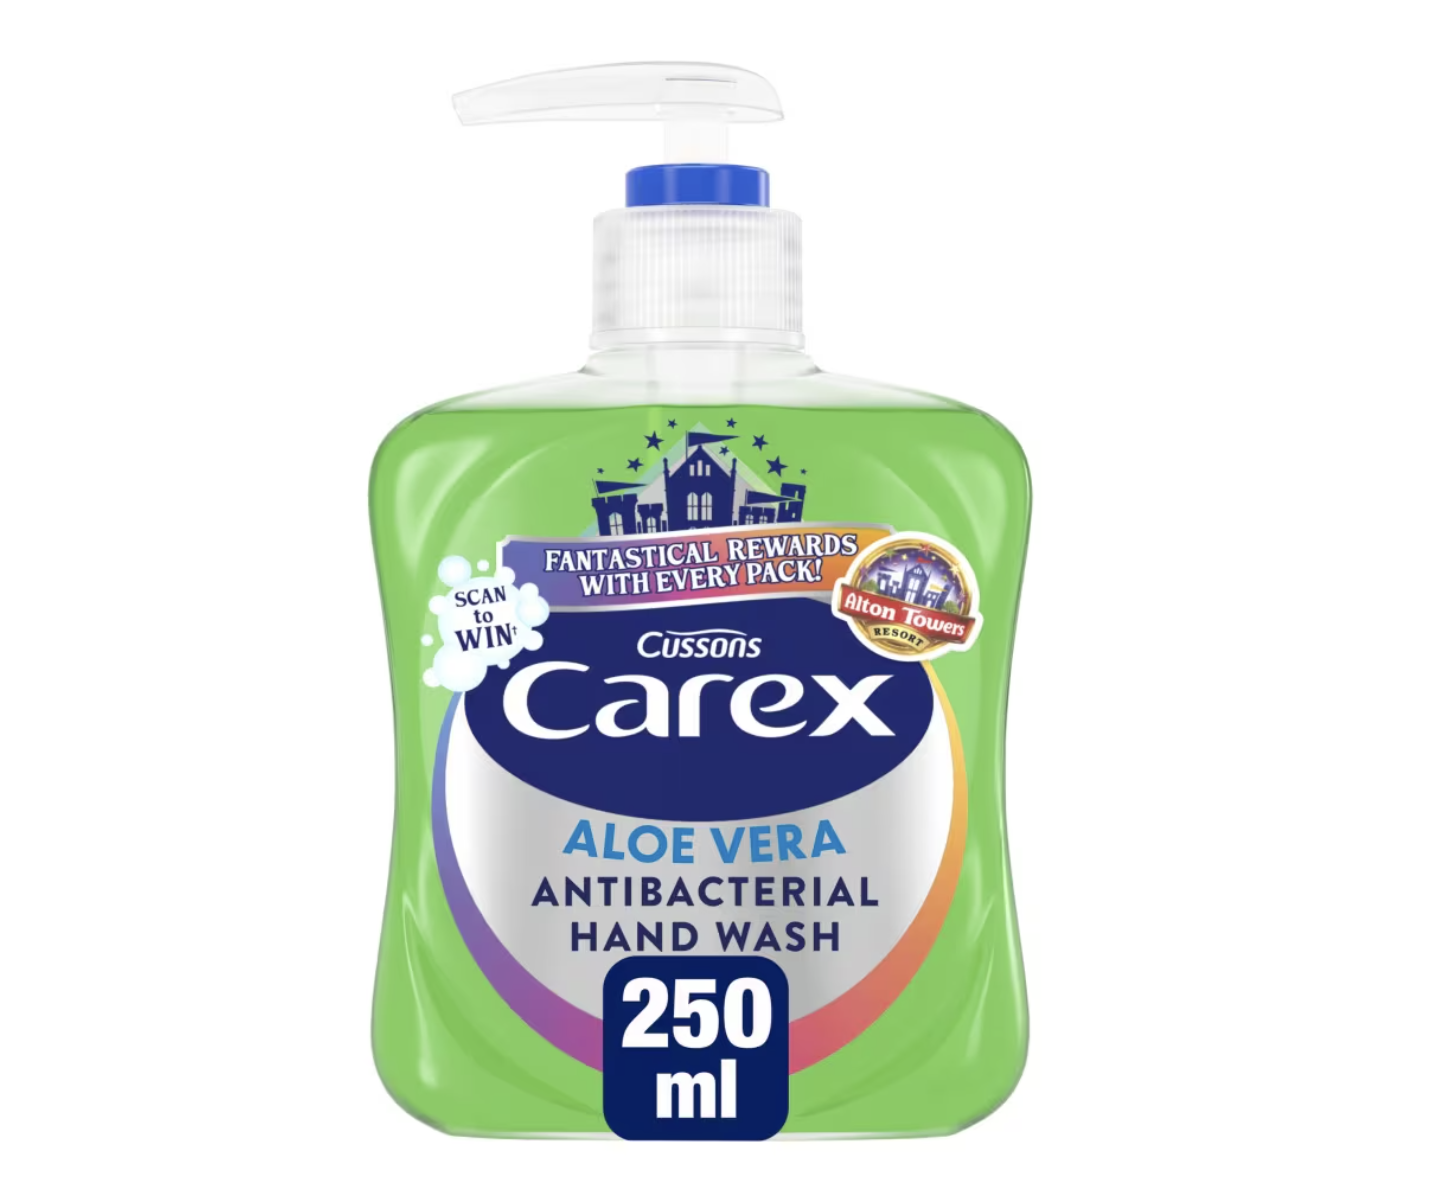 FANTASTICAL REWARDS
WITH EVERY PACK!
SCAN
to
WIN†
Alton Towers
RESORT
Cussons
Carex
ALOE VERA
ANTIBACTERIAL
HAND WASH
250
ml